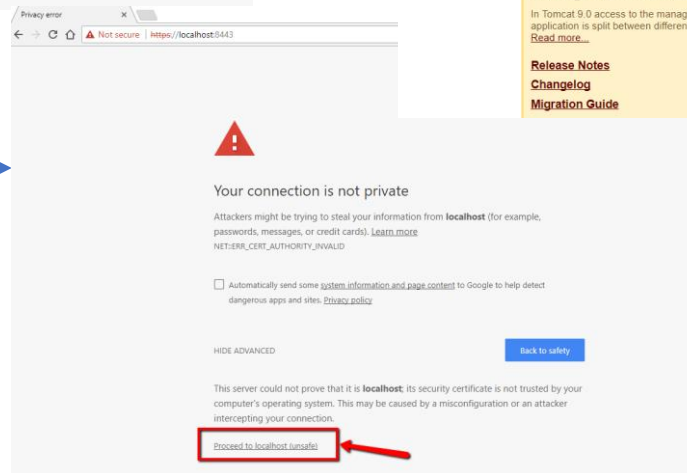 In Tomcat 9.0 access to the manag
application is split between differen
Read more...
Release Notes
Changelog
Migration Guide
Privacy error
Not secure | https://localhost:8443
Your connection is not private
Attackers might be trying to steal your information from localhost (for example,
passwords, messages, or credit cards). Learn more
NET::ERR_CERT_AUTHORITY_INVALID
Automatically send some system information and page content to Google to help detect
dangerous apps and sites. Privacy policy
HIDE ADVANCED
Back to safety
This server could not prove that it is localhost; its security certificate is not trusted by your
computer's operating system. This may be caused by a misconfiguration or an attacker
intercepting your connection.
Proceed to localhost (unsafe)